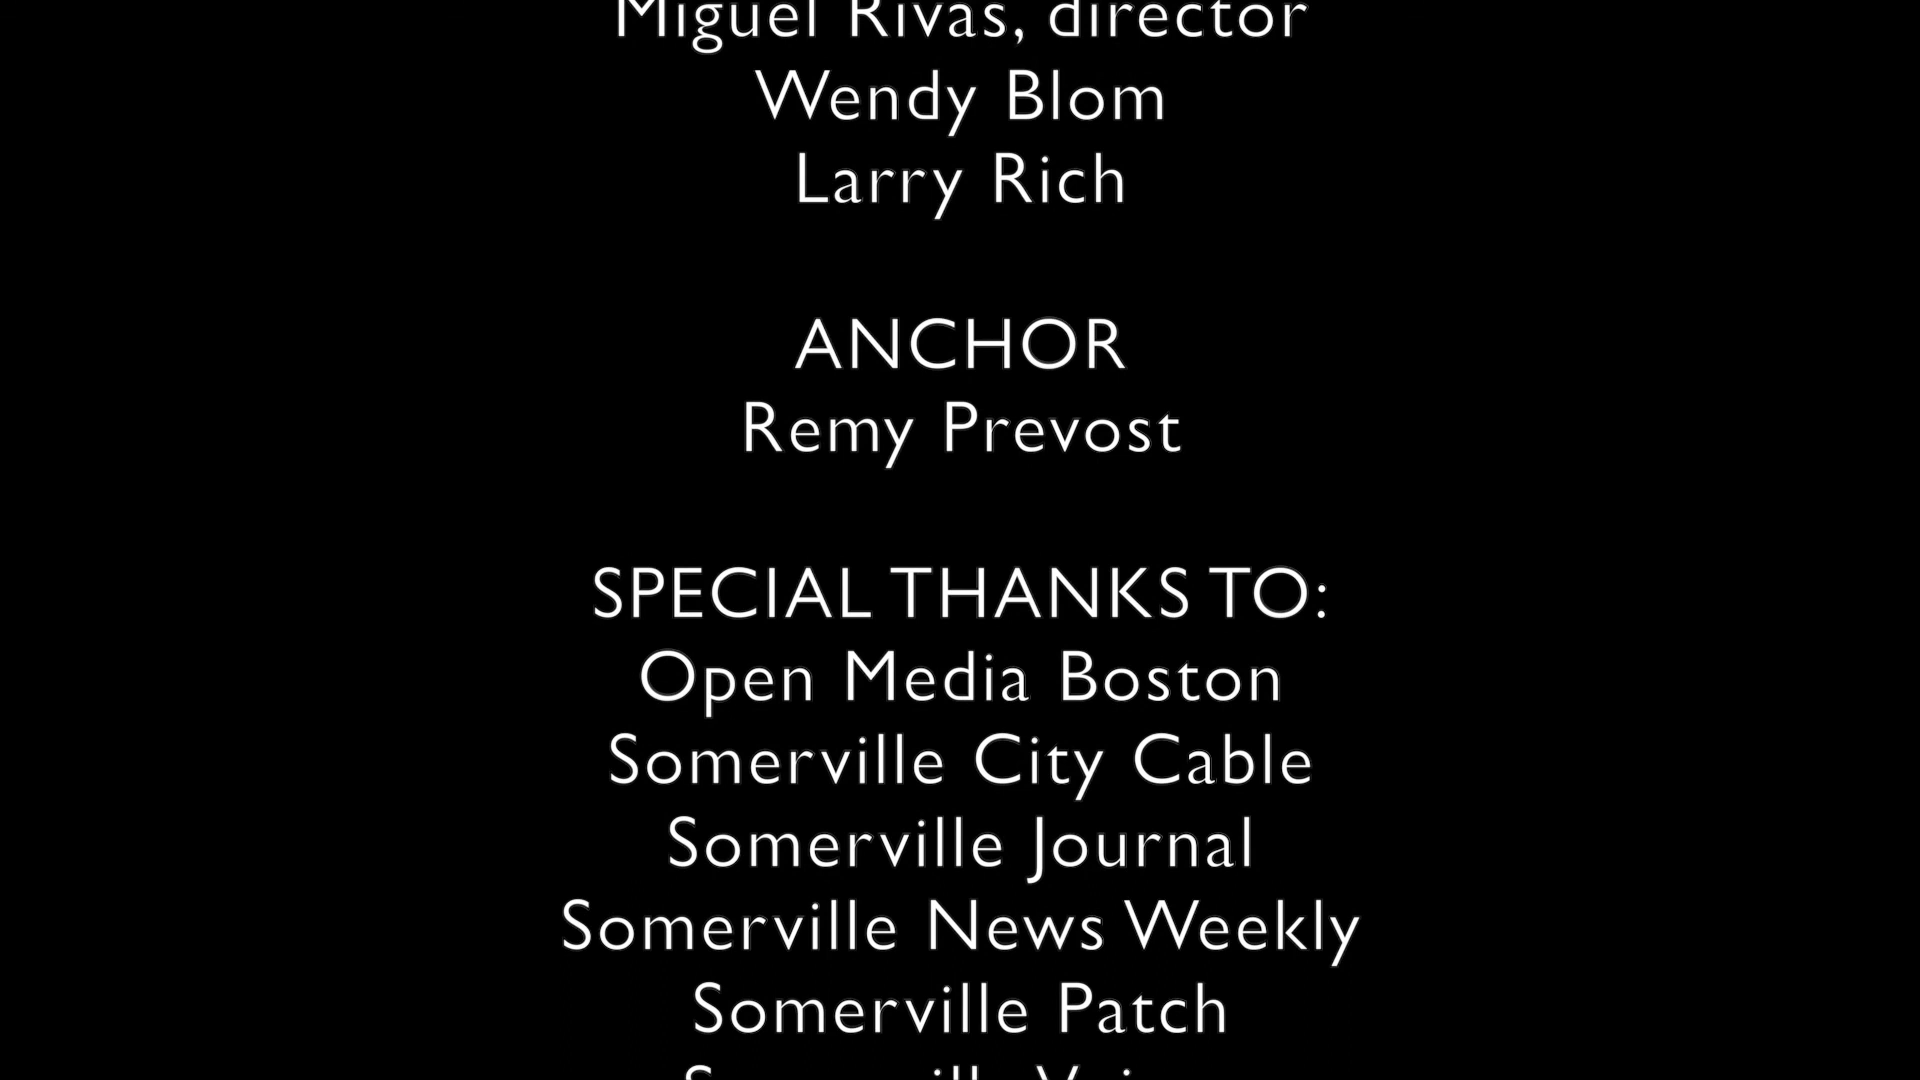 Miguel Rivas, director
Wendy Blom
Larry Rich
ANCHOR
Remy Prevost
SPECIAL THANKS TO:
Open Media Boston
Somerville City Cable
Somerville Journal
Somerville News Weekly
Somerville Patch
Somerville